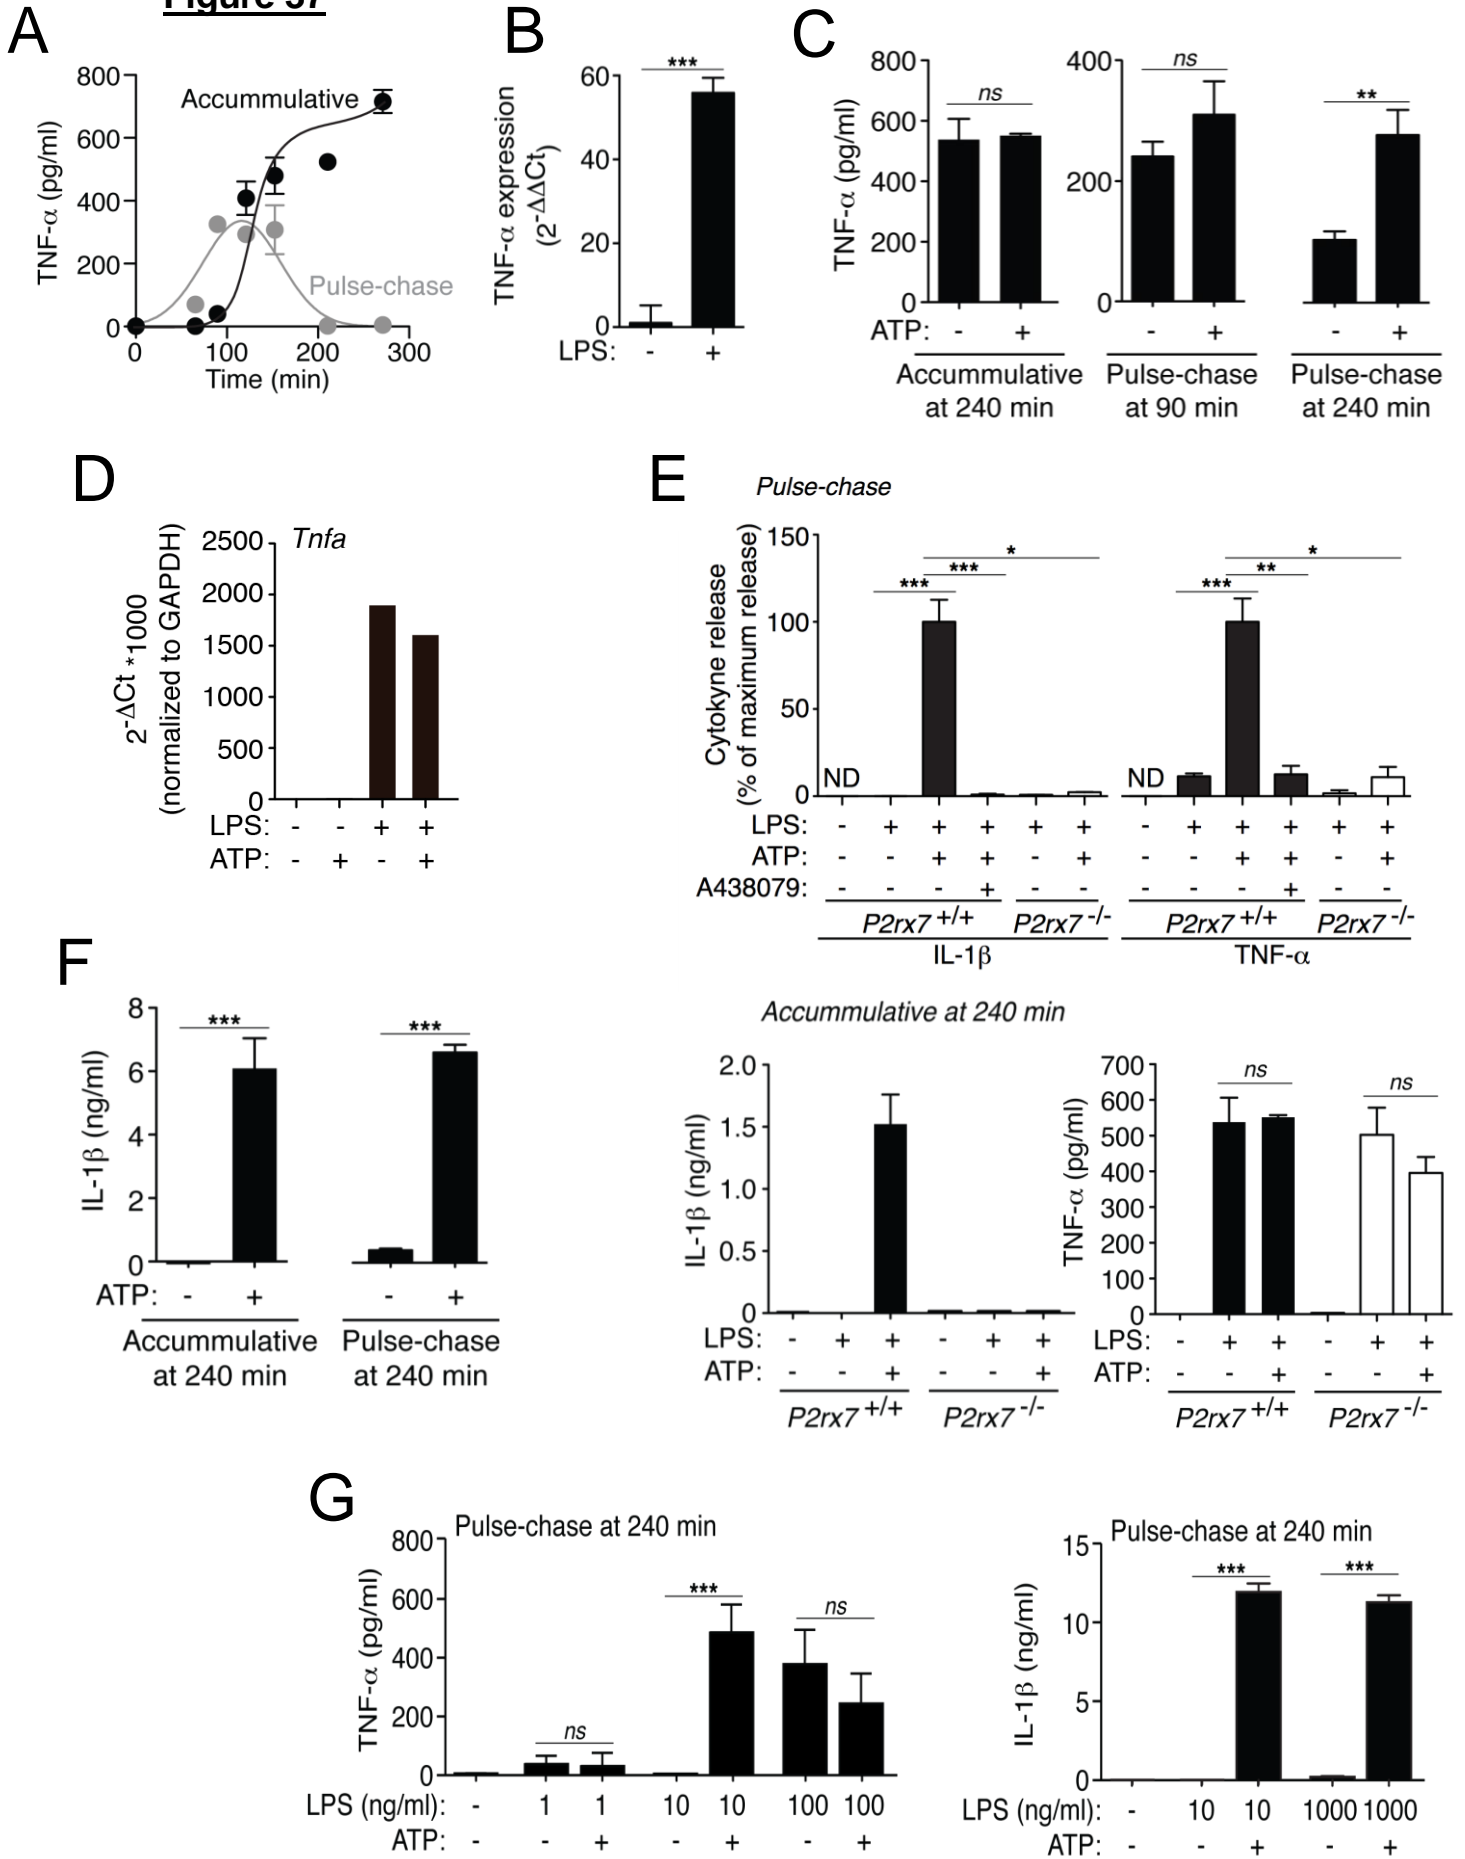 Figure 37
A
TNF-α (pg/ml)
800
600
400
200
0
Accummulative
Pulse-chase
0 100 200 300
Time (min)
B
TNF-α expression
(2^-ΔΔCt)
60
40
20
0
***
LPS: - +
C
TNF-α (pg/ml)
800
600
400
200
0
ns
400
200
0
ns
**
ATP: - + - + - +
Accummulative Pulse-chase Pulse-chase
at 240 min at 90 min at 240 min
D
2^-ΔCt *1000
(normalized to GAPDH)
2500
2000
1500
1000
500
0
Tnfa
LPS: - - + +
ATP: - + - +
E
Pulse-chase
Cytokyne release
(% of maximum release)
150
100
50
0
* *
*** **
*** ***
ND ND
LPS: - + + + + + - + + + + +
ATP: - - + + - + - - + + - +
A438079: - - - + - - - - - + - -
P2rx7 +/+ P2rx7 -/- P2rx7 +/+ P2rx7 -/-
IL-1β TNF-α
Accummulative at 240 min
IL-1β (ng/ml)
2.0
1.5
1.0
0.5
0
LPS: - + + - + +
ATP: - - + - - +
P2rx7 +/+ P2rx7 -/-
TNF-α (pg/ml)
700
600
500
400
300
200
100
0
ns ns
LPS: - + + - + +
ATP: - - + - - +
P2rx7 +/+ P2rx7 -/-
F
IL-1β (ng/ml)
8
6
4
2
0
*** ***
ATP: - + - +
Accummulative Pulse-chase
at 240 min at 240 min
G
Pulse-chase at 240 min
TNF-α (pg/ml)
800
600
400
200
0
ns *** ns
LPS (ng/ml): - 1 1 10 10 100 100
ATP: - - + - + - +
Pulse-chase at 240 min
IL-1β (ng/ml)
15
10
5
0
*** ***
LPS (ng/ml): - 10 10 1000 1000
ATP: - - + - +